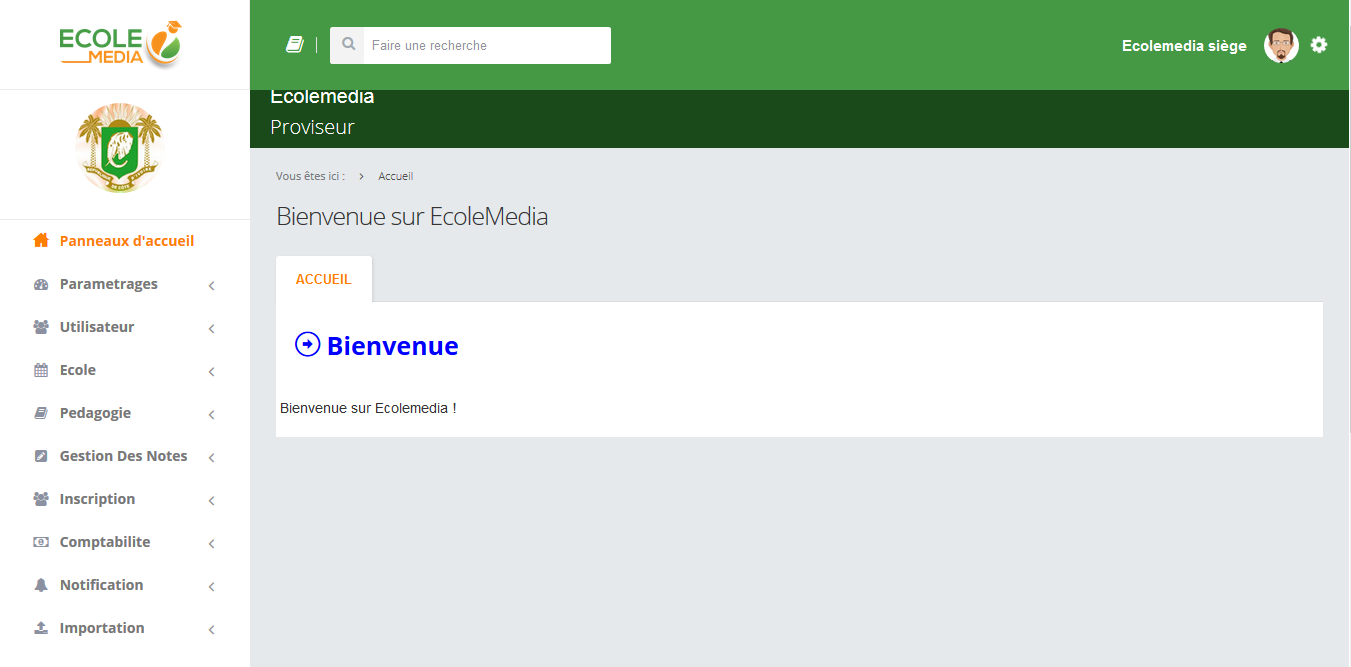 ECOLE
MEDIA
Faire une recherche
Ecolemedia siège
Ecolemedia
Proviseur
Vous êtes ici :
Accueil
Bienvenue sur EcoleMedia
ACCUEIL
Bienvenue
Bienvenue sur Ecolemedia !
Panneaux d'accueil
Parametrages
Utilisateur
Ecole
Pedagogie
Gestion Des Notes
Inscription
Comptabilite
Notification
Importation